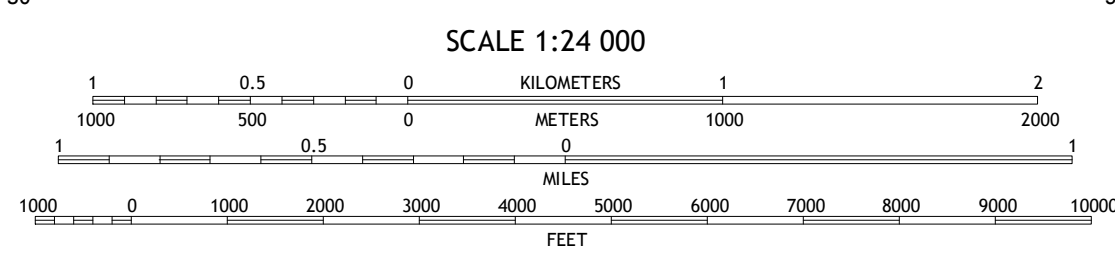 SCALE 1:24 000
1 0.5 0 KILOMETERS 1 2
1000 500 0 METERS 1000 2000
1 0.5 0 1
MILES
1000 0 1000 2000 3000 4000 5000 6000 7000 8000 9000 10000
FEET